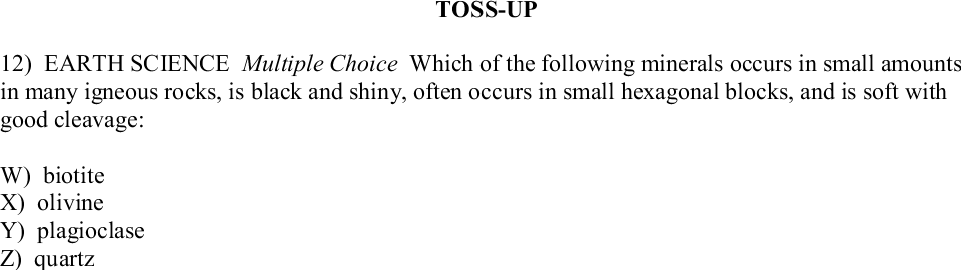 TOSS-UP
12) EARTH SCIENCE Multiple Choice Which of the following minerals occurs in small amounts
in many igneous rocks, is black and shiny, often occurs in small hexagonal blocks, and is soft with
good cleavage:
W) biotite
X) olivine
Y) plagioclase
Z) quartz